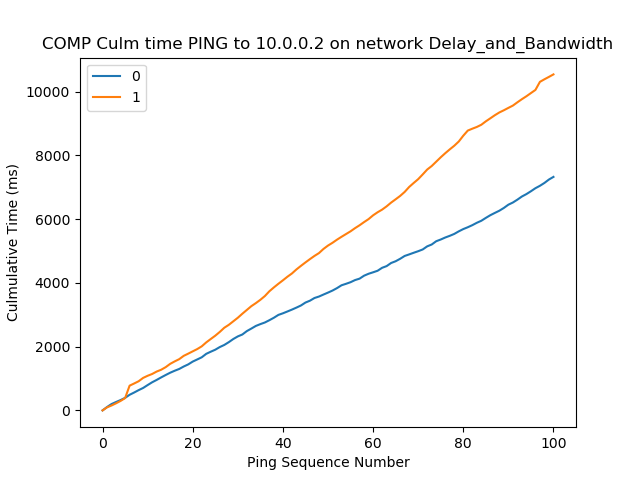 COMP Culm time PING to 10.0.0.2 on network Delay_and_Bandwidth
0
1
10000
8000
6000
4000
2000
0
Culmulative Time (ms)
0 20 40 60 80 100
Ping Sequence Number